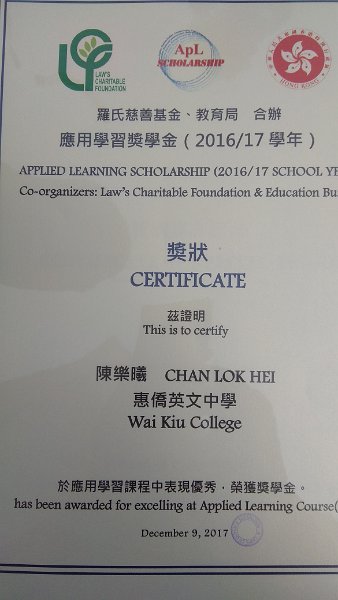 LAW'S
CHARITABLE
FOUNDATION
ApL
SCHOLARSHIP
HONG KONG
羅氏慈善基金、教育局 合辦
應用學習獎學金 ( 2016/17 學年 )
APPLIED LEARNING SCHOLARSHIP (2016/17 SCHOOL YE
Co-organizers: Law's Charitable Foundation & Education Bu
獎狀
CERTIFICATE
茲證明
This is to certify
陳樂曦 CHAN LOK HEI
惠僑英文中學
Wai Kiu College
於應用學習課程中表現優秀，榮獲獎學金。
has been awarded for excelling at Applied Learning Course(
December 9, 2017